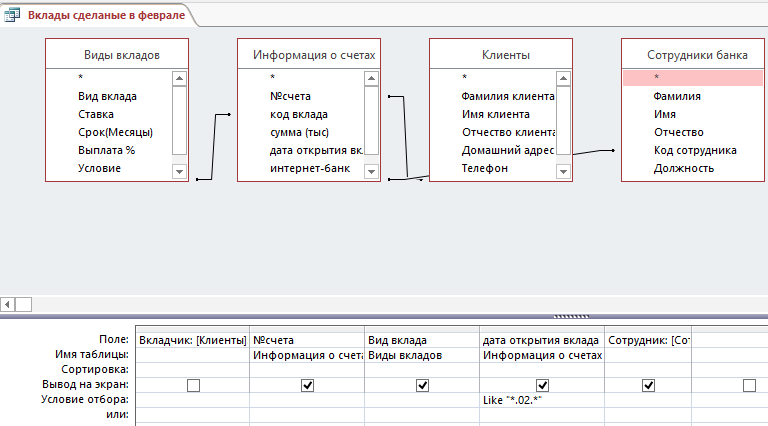 Вклады сделаные в феврале
Виды вкладов
*
Вид вклада
Ставка
Срок(Месяцы)
Выплата %
Условие
Информация о счетах
*
№счета
код вклада
сумма (тыс)
дата открытия вк
интернет-банк
Клиенты
*
Фамилия клиента
Имя клиента
Отчество клиента
Домашний адрес
Телефон
Сотрудники банка
*
Фамилия
Имя
Отчество
Код сотрудника
Должность
Поле: Вкладчик: [Клиенты] №счета Вид вклада дата открытия вклада Сотрудник: [Сот
Имя таблицы: Информация о счета Виды вкладов Информация о счетах
Сортировка:
Вывод на экран:
Условие отбора: Like "*.02.*"
или: